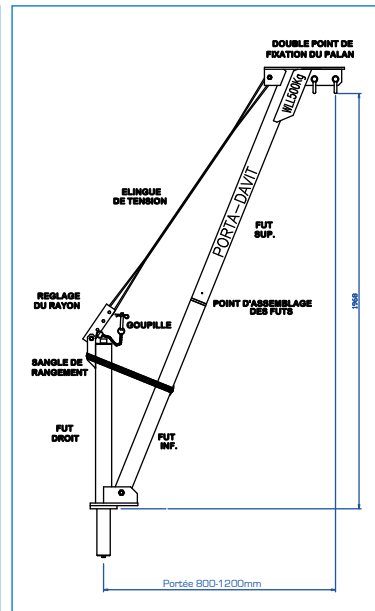 DOUBLE POINT DE
FIXATION DU PALAN
WLL500Kg
ELINGUE
DE TENSION
PORTA-DAVIT
FUT
SUP.
1968
REGLAGE
DU RAYON
GOUPILLE
POINT D'ASSEMBLAGE
DES FUTS
SANGLE DE
RANGEMENT
FUT
DROIT
FUT
INF.
Portée 800-1200mm